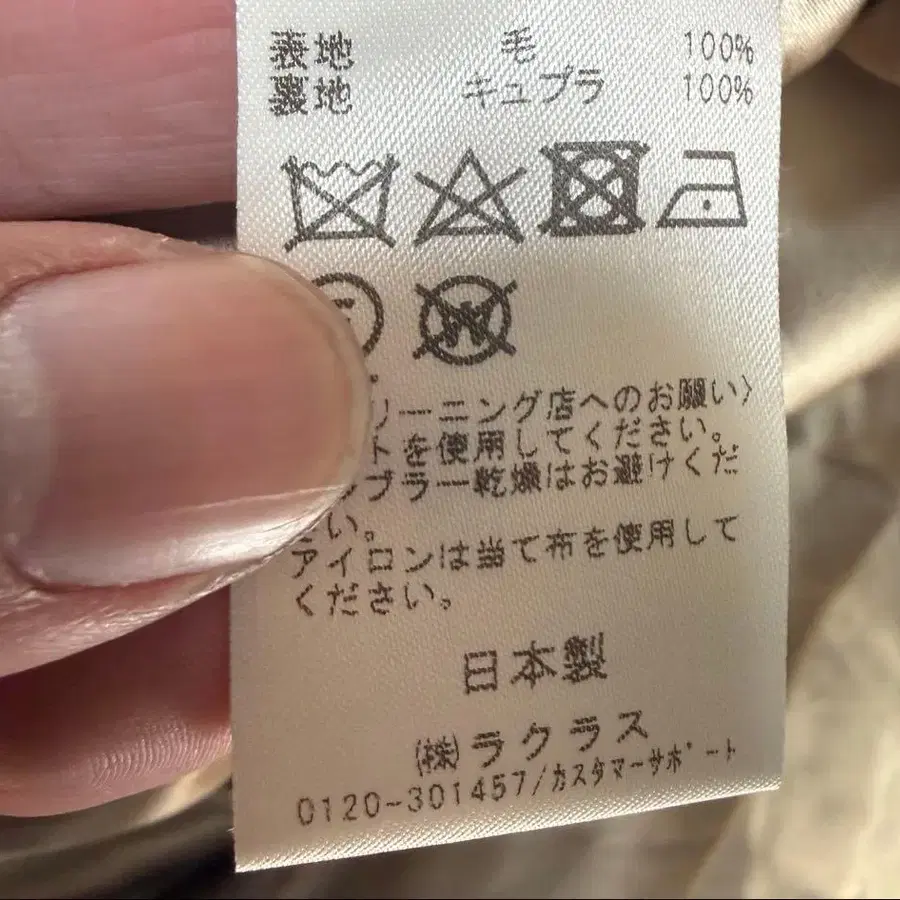 表地 毛 100%
裏地 キュプラ 100%
リーニング店へのお願い〉
トを使用してください。
ブラー乾燥はお避けくだ
い。
アイロンは当て布を使用して
ください。
日本製
㈱ラクラス
0120-301457/カスタマーサポート